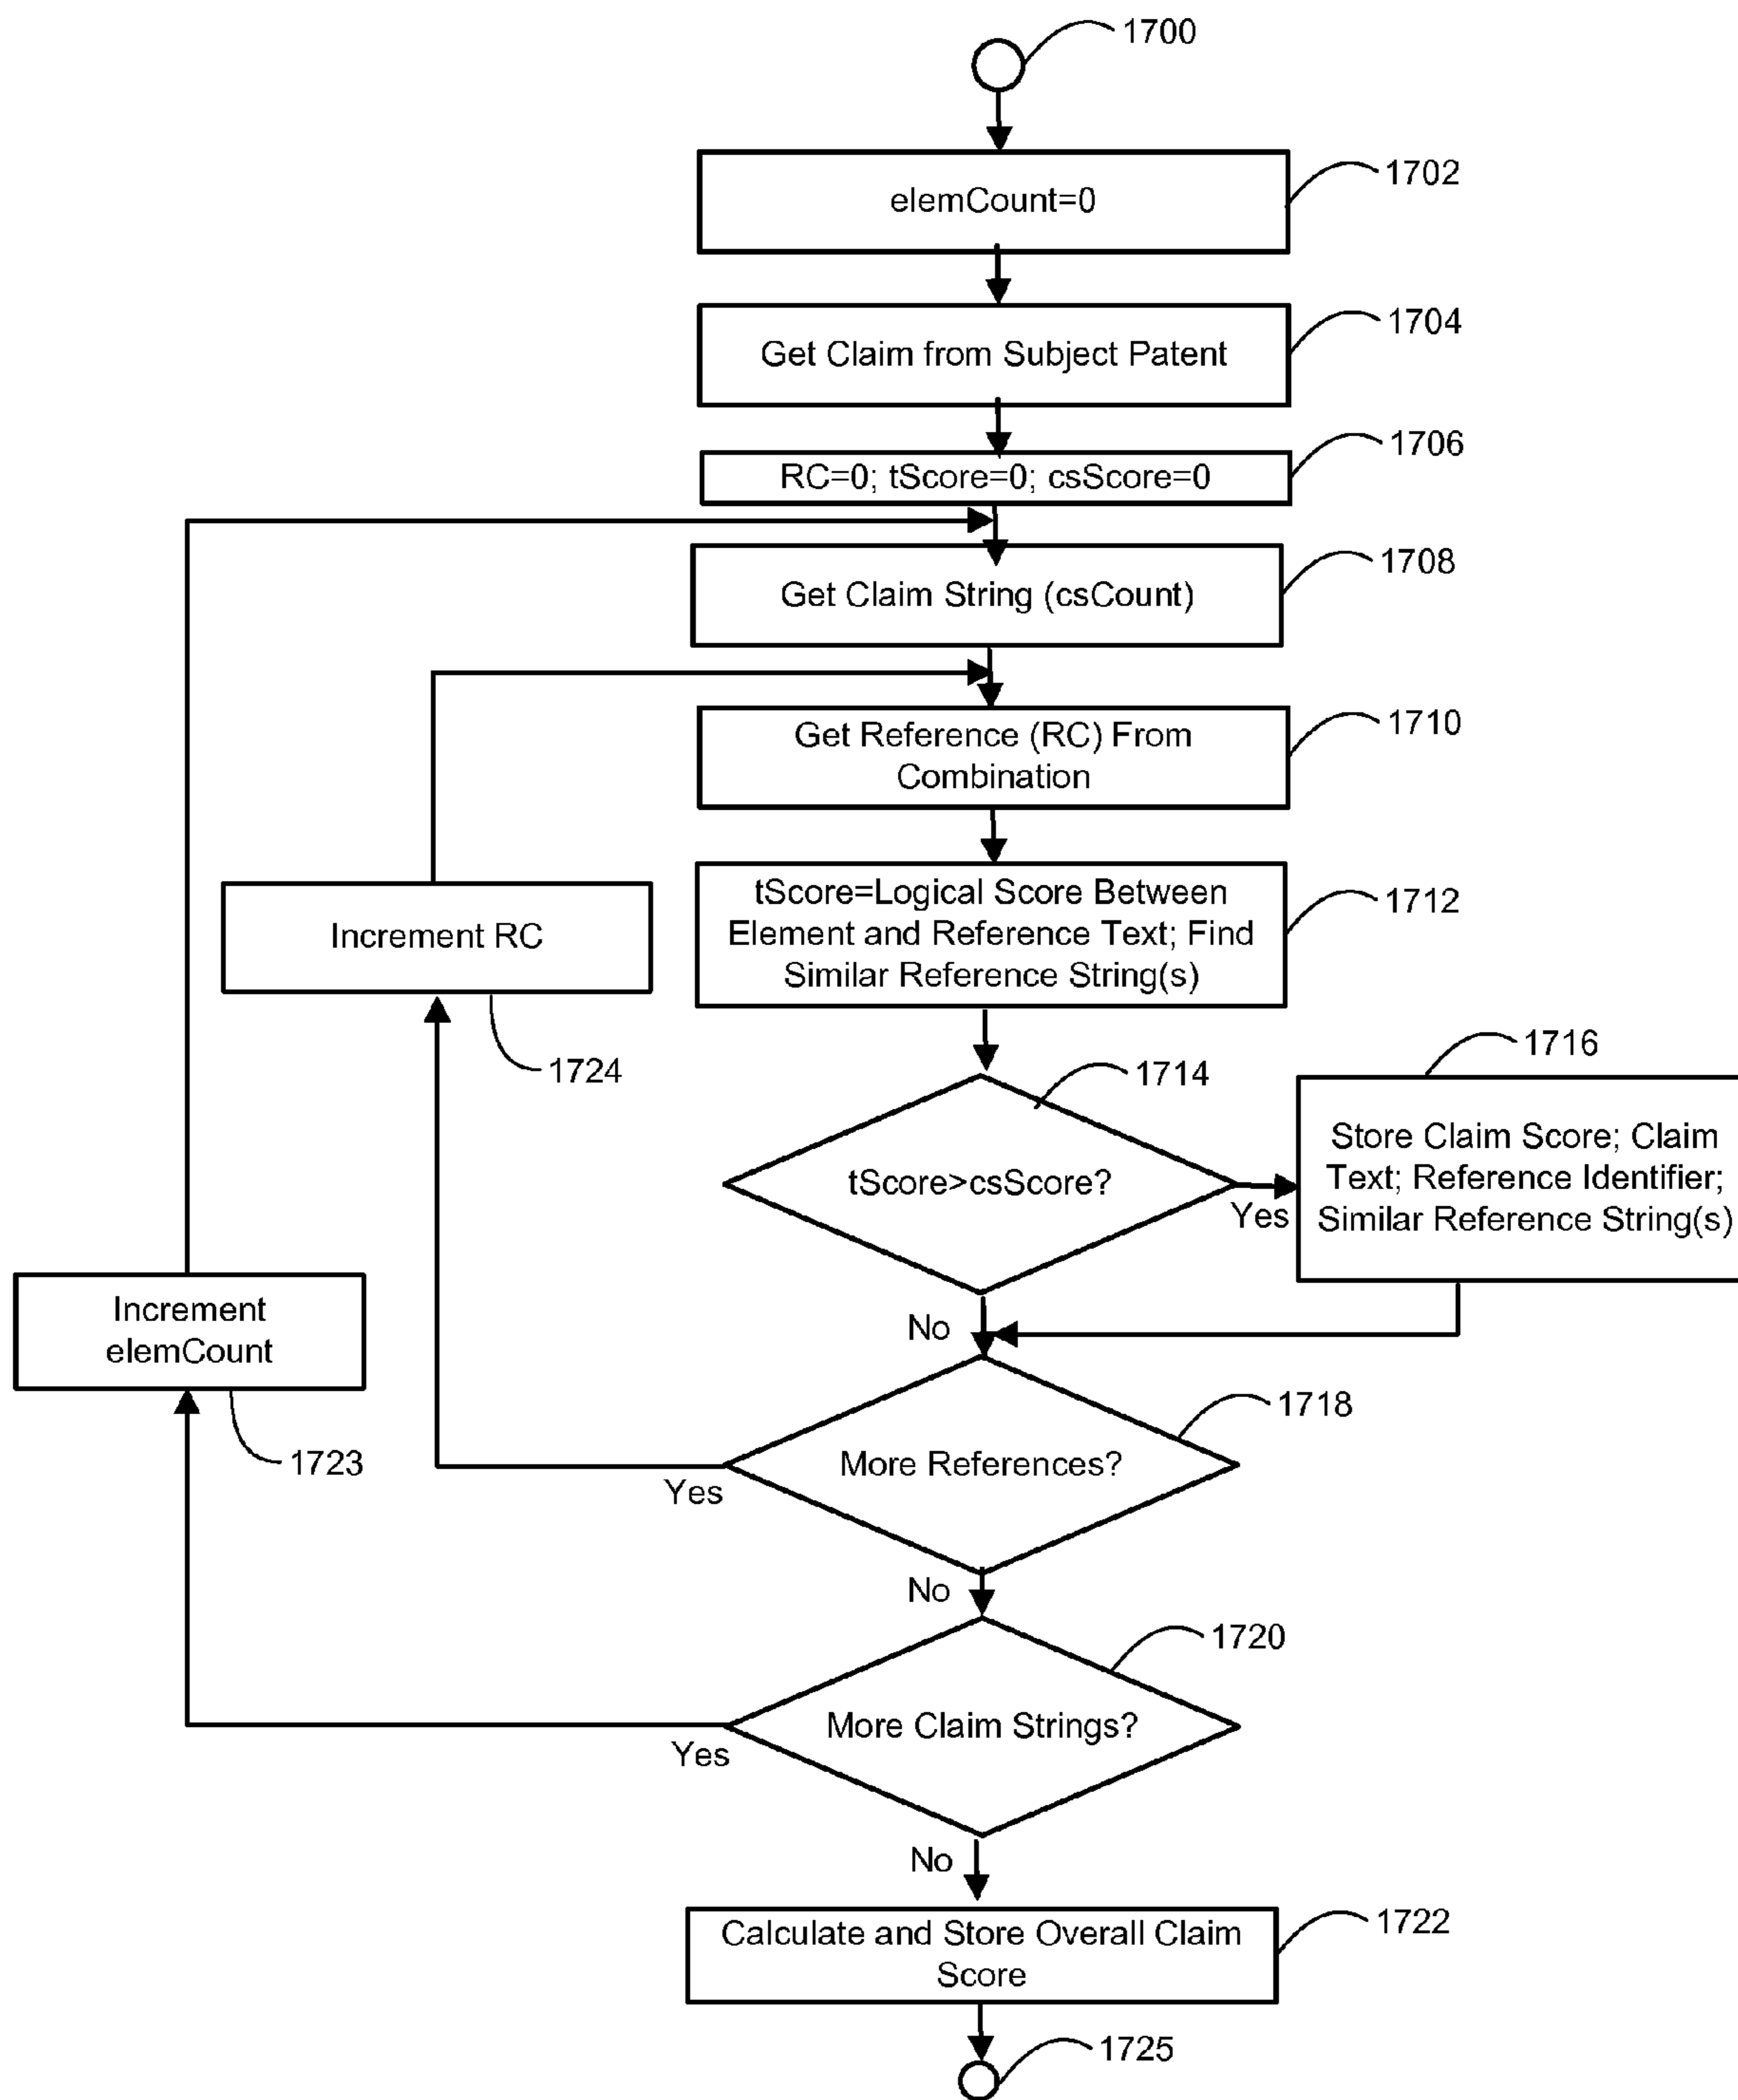 1700
elemCount=0
1702
Get Claim from Subject Patent
1704
RC=0; tScore=0; csScore=0
1706
Get Claim String (csCount)
1708
Get Reference (RC) From
Combination
1710
tScore=Logical Score Between
Element and Reference Text; Find
Similar Reference String(s)
1712
Increment RC
1724
tScore>csScore?
1714
Yes
No
Store Claim Score; Claim
Text; Reference Identifier;
Similar Reference String(s)
1716
Increment
elemCount
1723
More References?
1718
Yes
No
More Claim Strings?
1720
Yes
No
Calculate and Store Overall Claim
Score
1722
1725